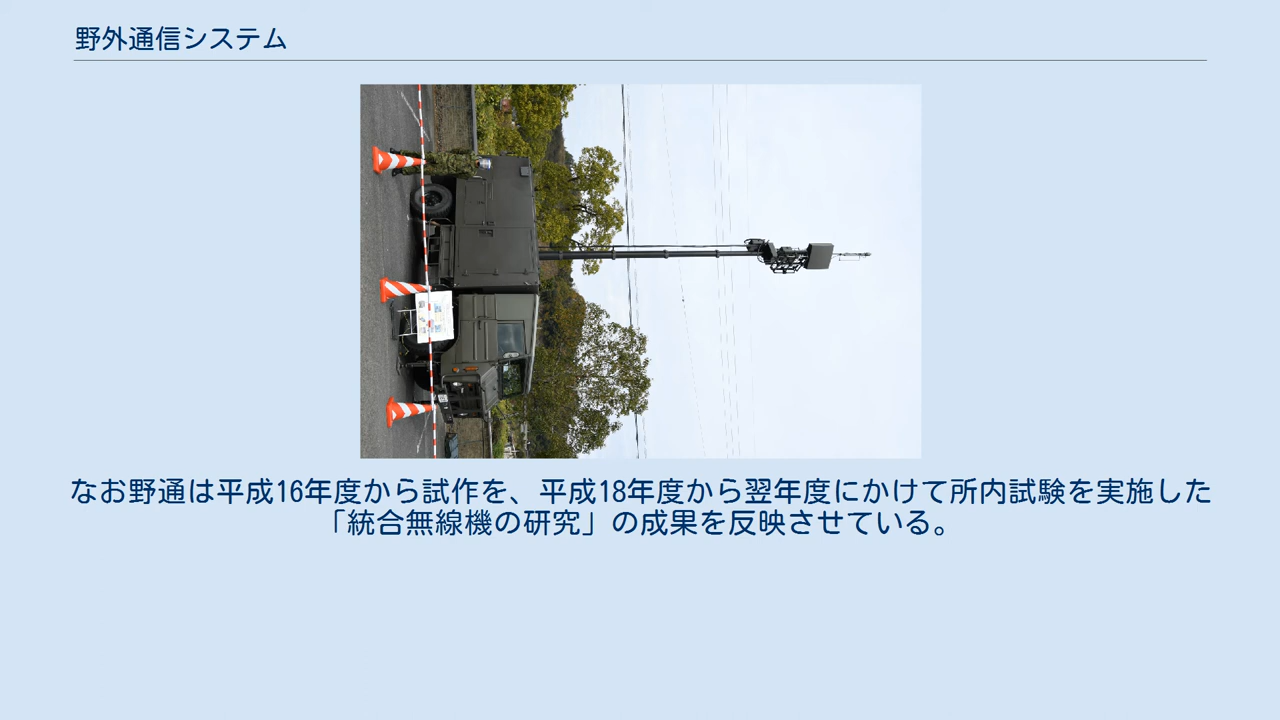 野外通信システム
なお野通は平成16年度から試作を、平成18年度から翌年度にかけて所内試験を実施した
「統合無線機の研究」の成果を反映させている。